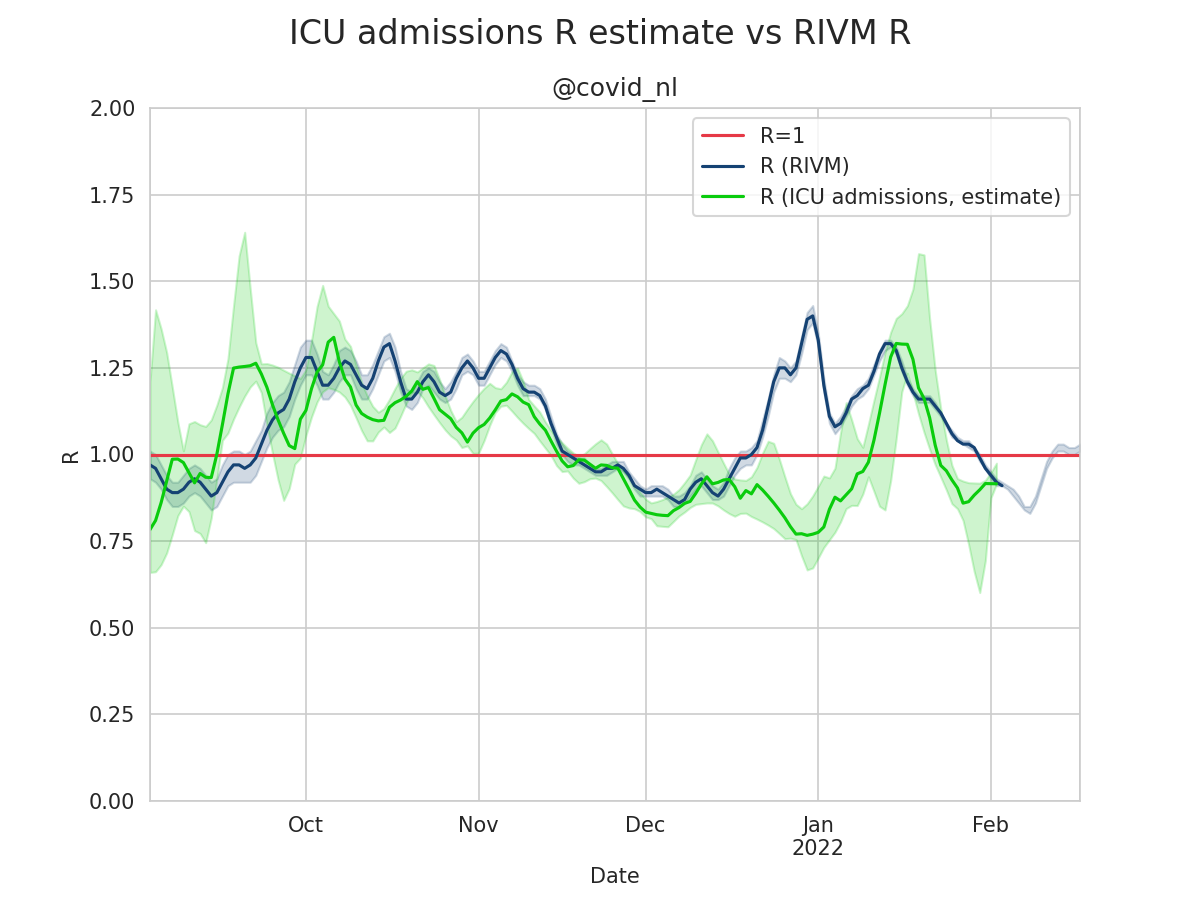 ICU admissions R estimate vs RIVM R
@covid_nl
2.00
1.75
1.50
1.25
1.00
0.75
0.50
0.25
0.00
R
R=1
R (RIVM)
R (ICU admissions, estimate)
Oct
Nov
Dec
Jan
2022
Feb
Date